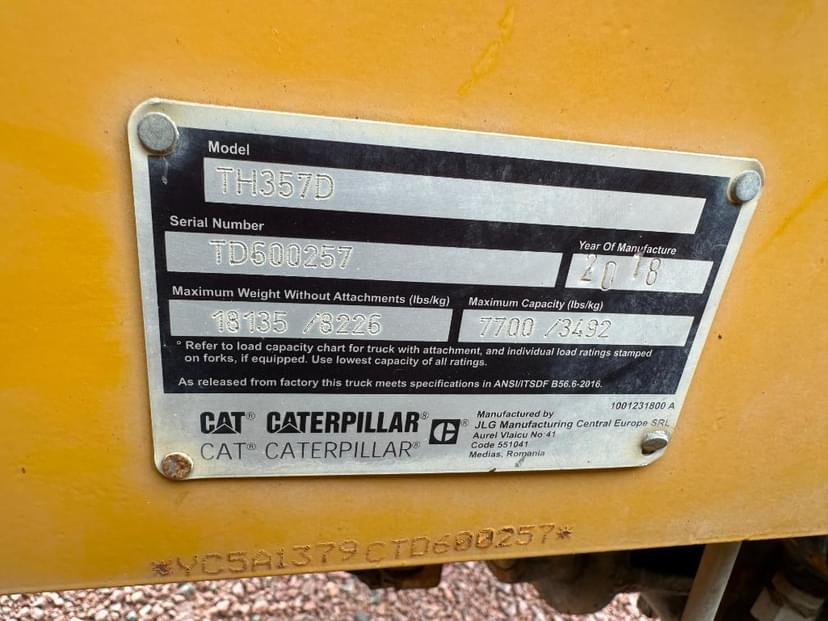 Model
TH357D
Serial Number
TD600257
Year Of Manufacture
2018
Maximum Weight Without Attachments (lbs/kg)
18135 /8226
Maximum Capacity (lbs/kg)
7700 /3492
° Refer to load capacity chart for truck with attachment, and individual load ratings stamped
on forks, if equipped. Use lowest capacity of all ratings.
As released from factory this truck meets specifications in ANSI/ITSDF B56.6-2016.
1001231800 A
CAT® CATERPILLAR® C®
CAT® CATERPILLAR®
Manufactured by
JLG Manufacturing Central Europe SRL
Aurel Vlaicu No 41
Code 551041
Medias, Romania
*YC5A1379CTD600257*